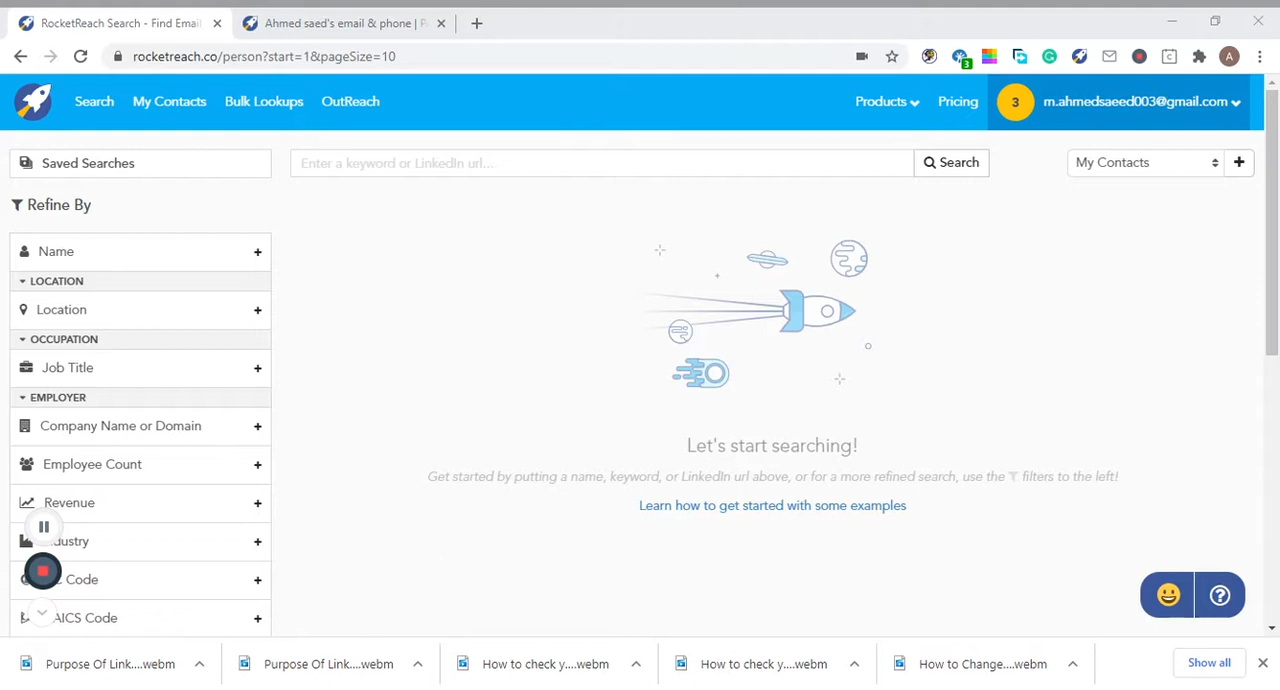 RocketReach Search - Find Email
Ahmed saed's email & phone |
rocketreach.co/person?start=1&pageSize=10
3
A
Search
My Contacts
Bulk Lookups
OutReach
Products
Pricing
3
m.ahmedsaeed003@gmail.com
Saved Searches
Enter a keyword or LinkedIn url...
Search
My Contacts
Refine By
Name
LOCATION
Location
OCCUPATION
Job Title
EMPLOYER
Company Name or Domain
Employee Count
Revenue
Code
Code
Let's start searching!
Get started by putting a name, keyword, or LinkedIn url above, or for a more refined search, use the filters to the left!
Learn how to get started with some examples
Purpose Of Link....webm
Purpose Of Link....webm
How to check y....webm
How to check y....webm
How to Change....webm
Show all